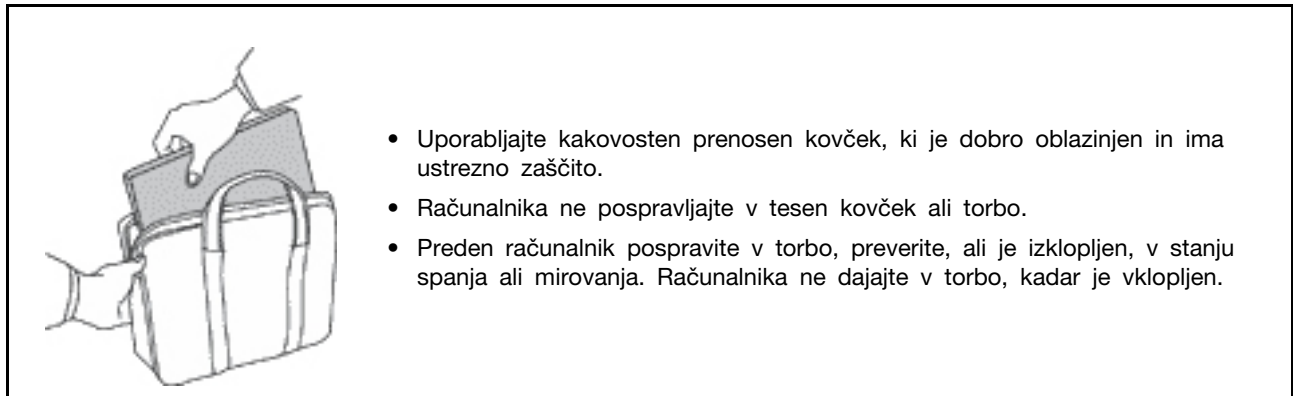 • Uporabljajte kakovosten prenosen kovček, ki je dobro oblazinjen in ima
ustrezno zaščito.
• Računalnika ne pospravljajte v tesen kovček ali torbo.
• Preden računalnik pospravite v torbo, preverite, ali je izklopljen, v stanju
spanja ali mirovanja. Računalnika ne dajajte v torbo, kadar je vklopljen.